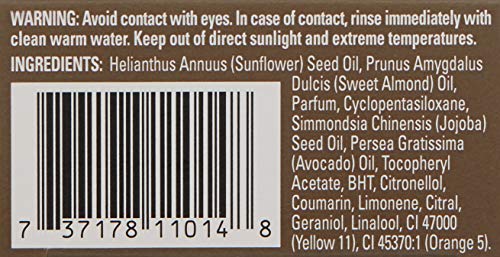 WARNING: Avoid contact with eyes. In case of contact, rinse immediately with
clean warm water. Keep out of direct sunlight and extreme temperatures.
INGREDIENTS: Helianthus Annuus (Sunflower) Seed Oil, Prunus Amygdalus
Dulcis (Sweet Almond) Oil,
Parfum, Cyclopentasiloxane,
Simmondsia Chinensis (Jojoba)
Seed Oil, Persea Gratissima
(Avocado) Oil, Tocopheryl
Acetate, BHT, Citronellol,
Coumarin, Limonene, Citral,
Geraniol, Linalool, CI 47000
(Yellow 11), CI 45370:1 (Orange 5).
7 37178 11014 8